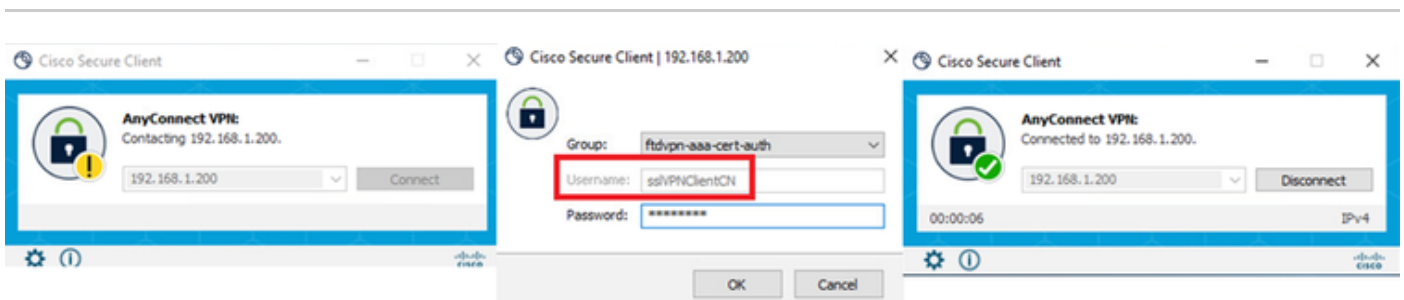 Cisco Secure Client
AnyConnect VPN:
Contacting 192.168.1.200.
192.168.1.200
Connect
cisco
Cisco Secure Client | 192.168.1.200
Group: ftdvpn-aaa-cert-auth
Username: sslVPNClientCN
Password: ********
OK Cancel
Cisco Secure Client
AnyConnect VPN:
Connected to 192.168.1.200.
192.168.1.200
Disconnect
00:00:06 IPv4
cisco